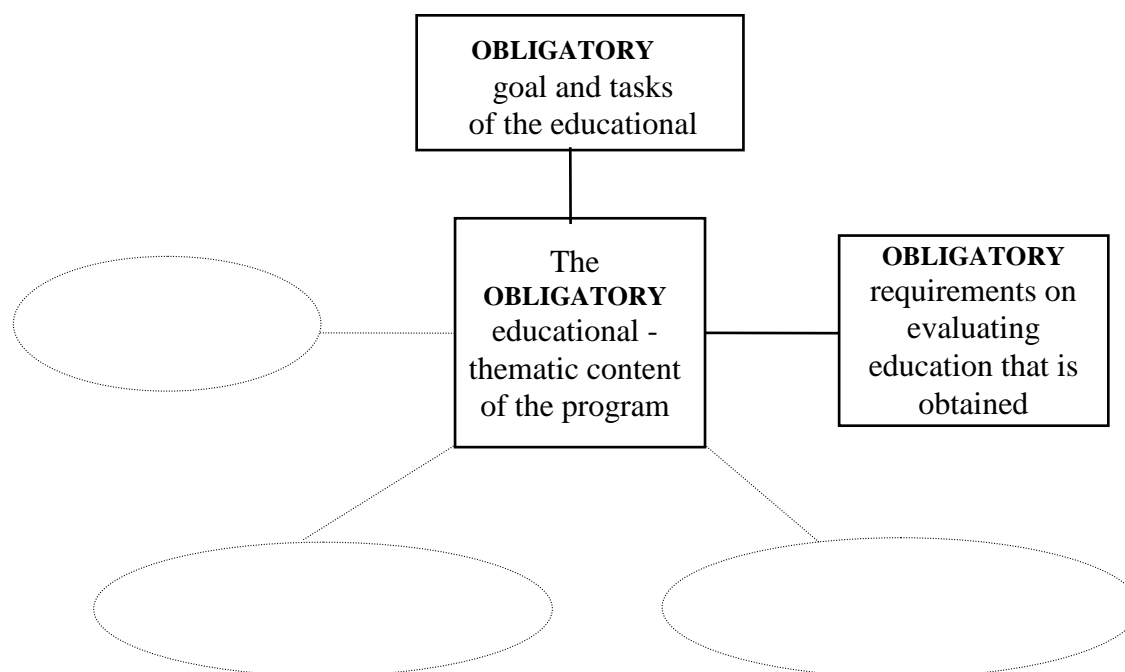 OBLIGATORY
goal and tasks
of the educational
The
OBLIGATORY
educational -
thematic content
of the program
OBLIGATORY
requirements on
evaluating
education that is
obtained